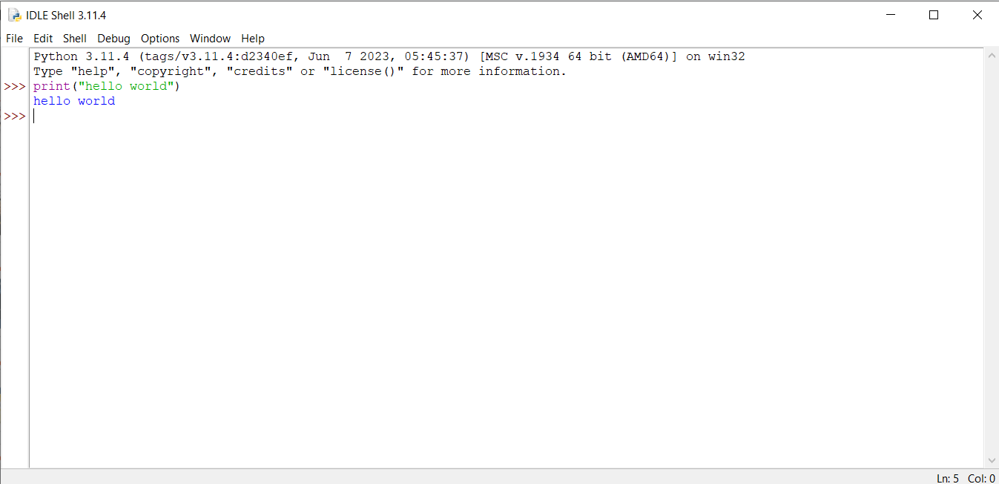 IDLE Shell 3.11.4
File Edit Shell Debug Options Window Help
Python 3.11.4 (tags/v3.11.4:d2340ef, Jun  7 2023, 05:45:37) [MSC v.1934 64 bit (AMD64)] on win32
Type "help", "copyright", "credits" or "license()" for more information.
>>> print("hello world")
hello world
>>>
Ln: 5 Col: 0